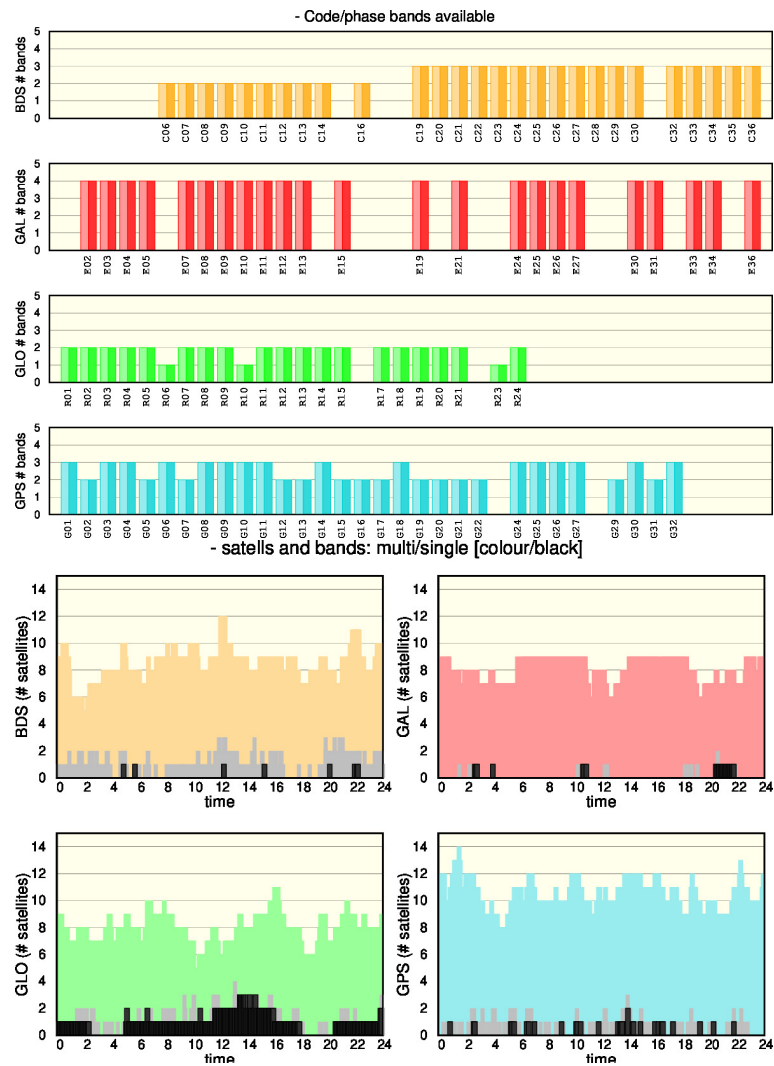 - Code/phase bands available
BDS # bands
5
4
3
2
1
0
C06 C07 C08 C09 C10 C11 C12 C13 C14 C16 C19 C20 C21 C22 C23 C24 C25 C26 C27 C28 C29 C30 C32 C33 C34 C35 C36
GAL # bands
5
4
3
2
1
0
E02 E03 E04 E05 E07 E08 E09 E10 E11 E12 E13 E15 E19 E21 E24 E25 E26 E27 E30 E31 E33 E34 E36
GLO # bands
5
4
3
2
1
0
R01 R02 R03 R04 R05 R06 R07 R08 R09 R10 R11 R12 R13 R14 R15 R17 R18 R19 R20 R21 R23 R24
GPS # bands
5
4
3
2
1
0
G01 G02 G03 G04 G05 G06 G07 G08 G09 G10 G11 G12 G13 G14 G15 G16 G17 G18 G19 G20 G21 G22 G24 G25 G26 G27 G29 G30 G31 G32
- satells and bands: multi/single [colour/black]
BDS (# satellites)
14
12
10
8
6
4
2
0
0 2 4 6 8 10 12 14 16 18 20 22 24
time
GAL (# satellites)
14
12
10
8
6
4
2
0
0 2 4 6 8 10 12 14 16 18 20 22 24
time
GLO (# satellites)
14
12
10
8
6
4
2
0
0 2 4 6 8 10 12 14 16 18 20 22 24
time
GPS (# satellites)
14
12
10
8
6
4
2
0
0 2 4 6 8 10 12 14 16 18 20 22 24
time